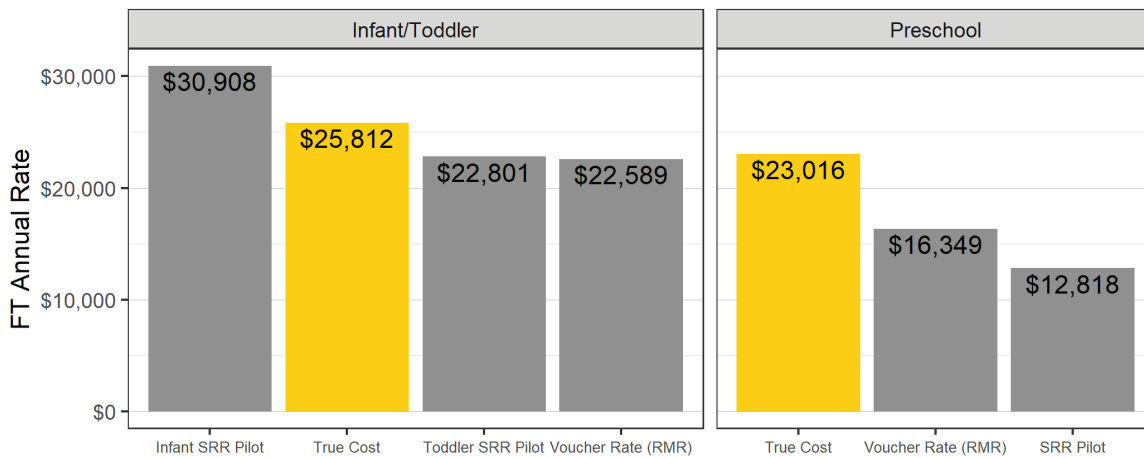 Infant/Toddler
Preschool
FT Annual Rate
$30,000
$20,000
$10,000
$0
$30,908
$25,812
$22,801
$22,589
$23,016
$16,349
$12,818
Infant SRR Pilot
True Cost
Toddler SRR Pilot
Voucher Rate (RMR)
True Cost
Voucher Rate (RMR)
SRR Pilot